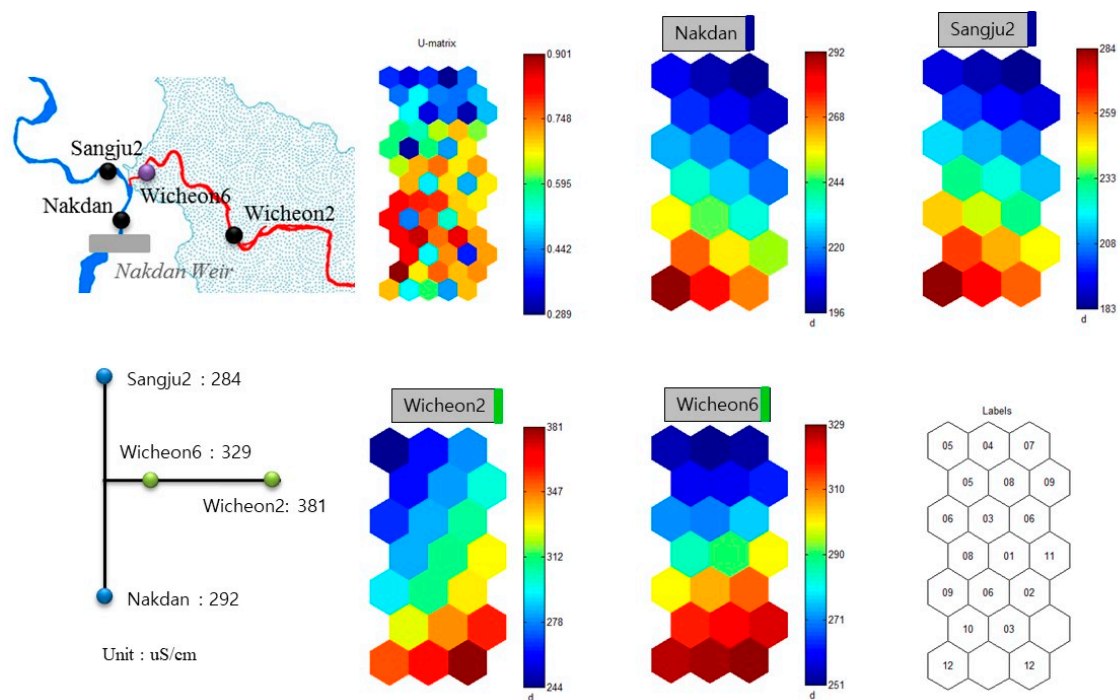 Sangju2
Wicheon6
Nakdan
Wicheon2
Nakdan Weir
U-matrix
0.901
0.748
0.595
0.442
0.289
Nakdan
292
268
244
220
196
d
Sangju2
284
259
233
208
183
d
Sangju2 : 284
Wicheon6 : 329
Wicheon2: 381
Nakdan : 292
Unit : uS/cm
Wicheon2
381
347
312
278
244
d
Wicheon6
329
310
290
271
251
d
Labels
05 04 07
05 08 09
06 03 06
08 01 11
09 06 02
10 03
12 12